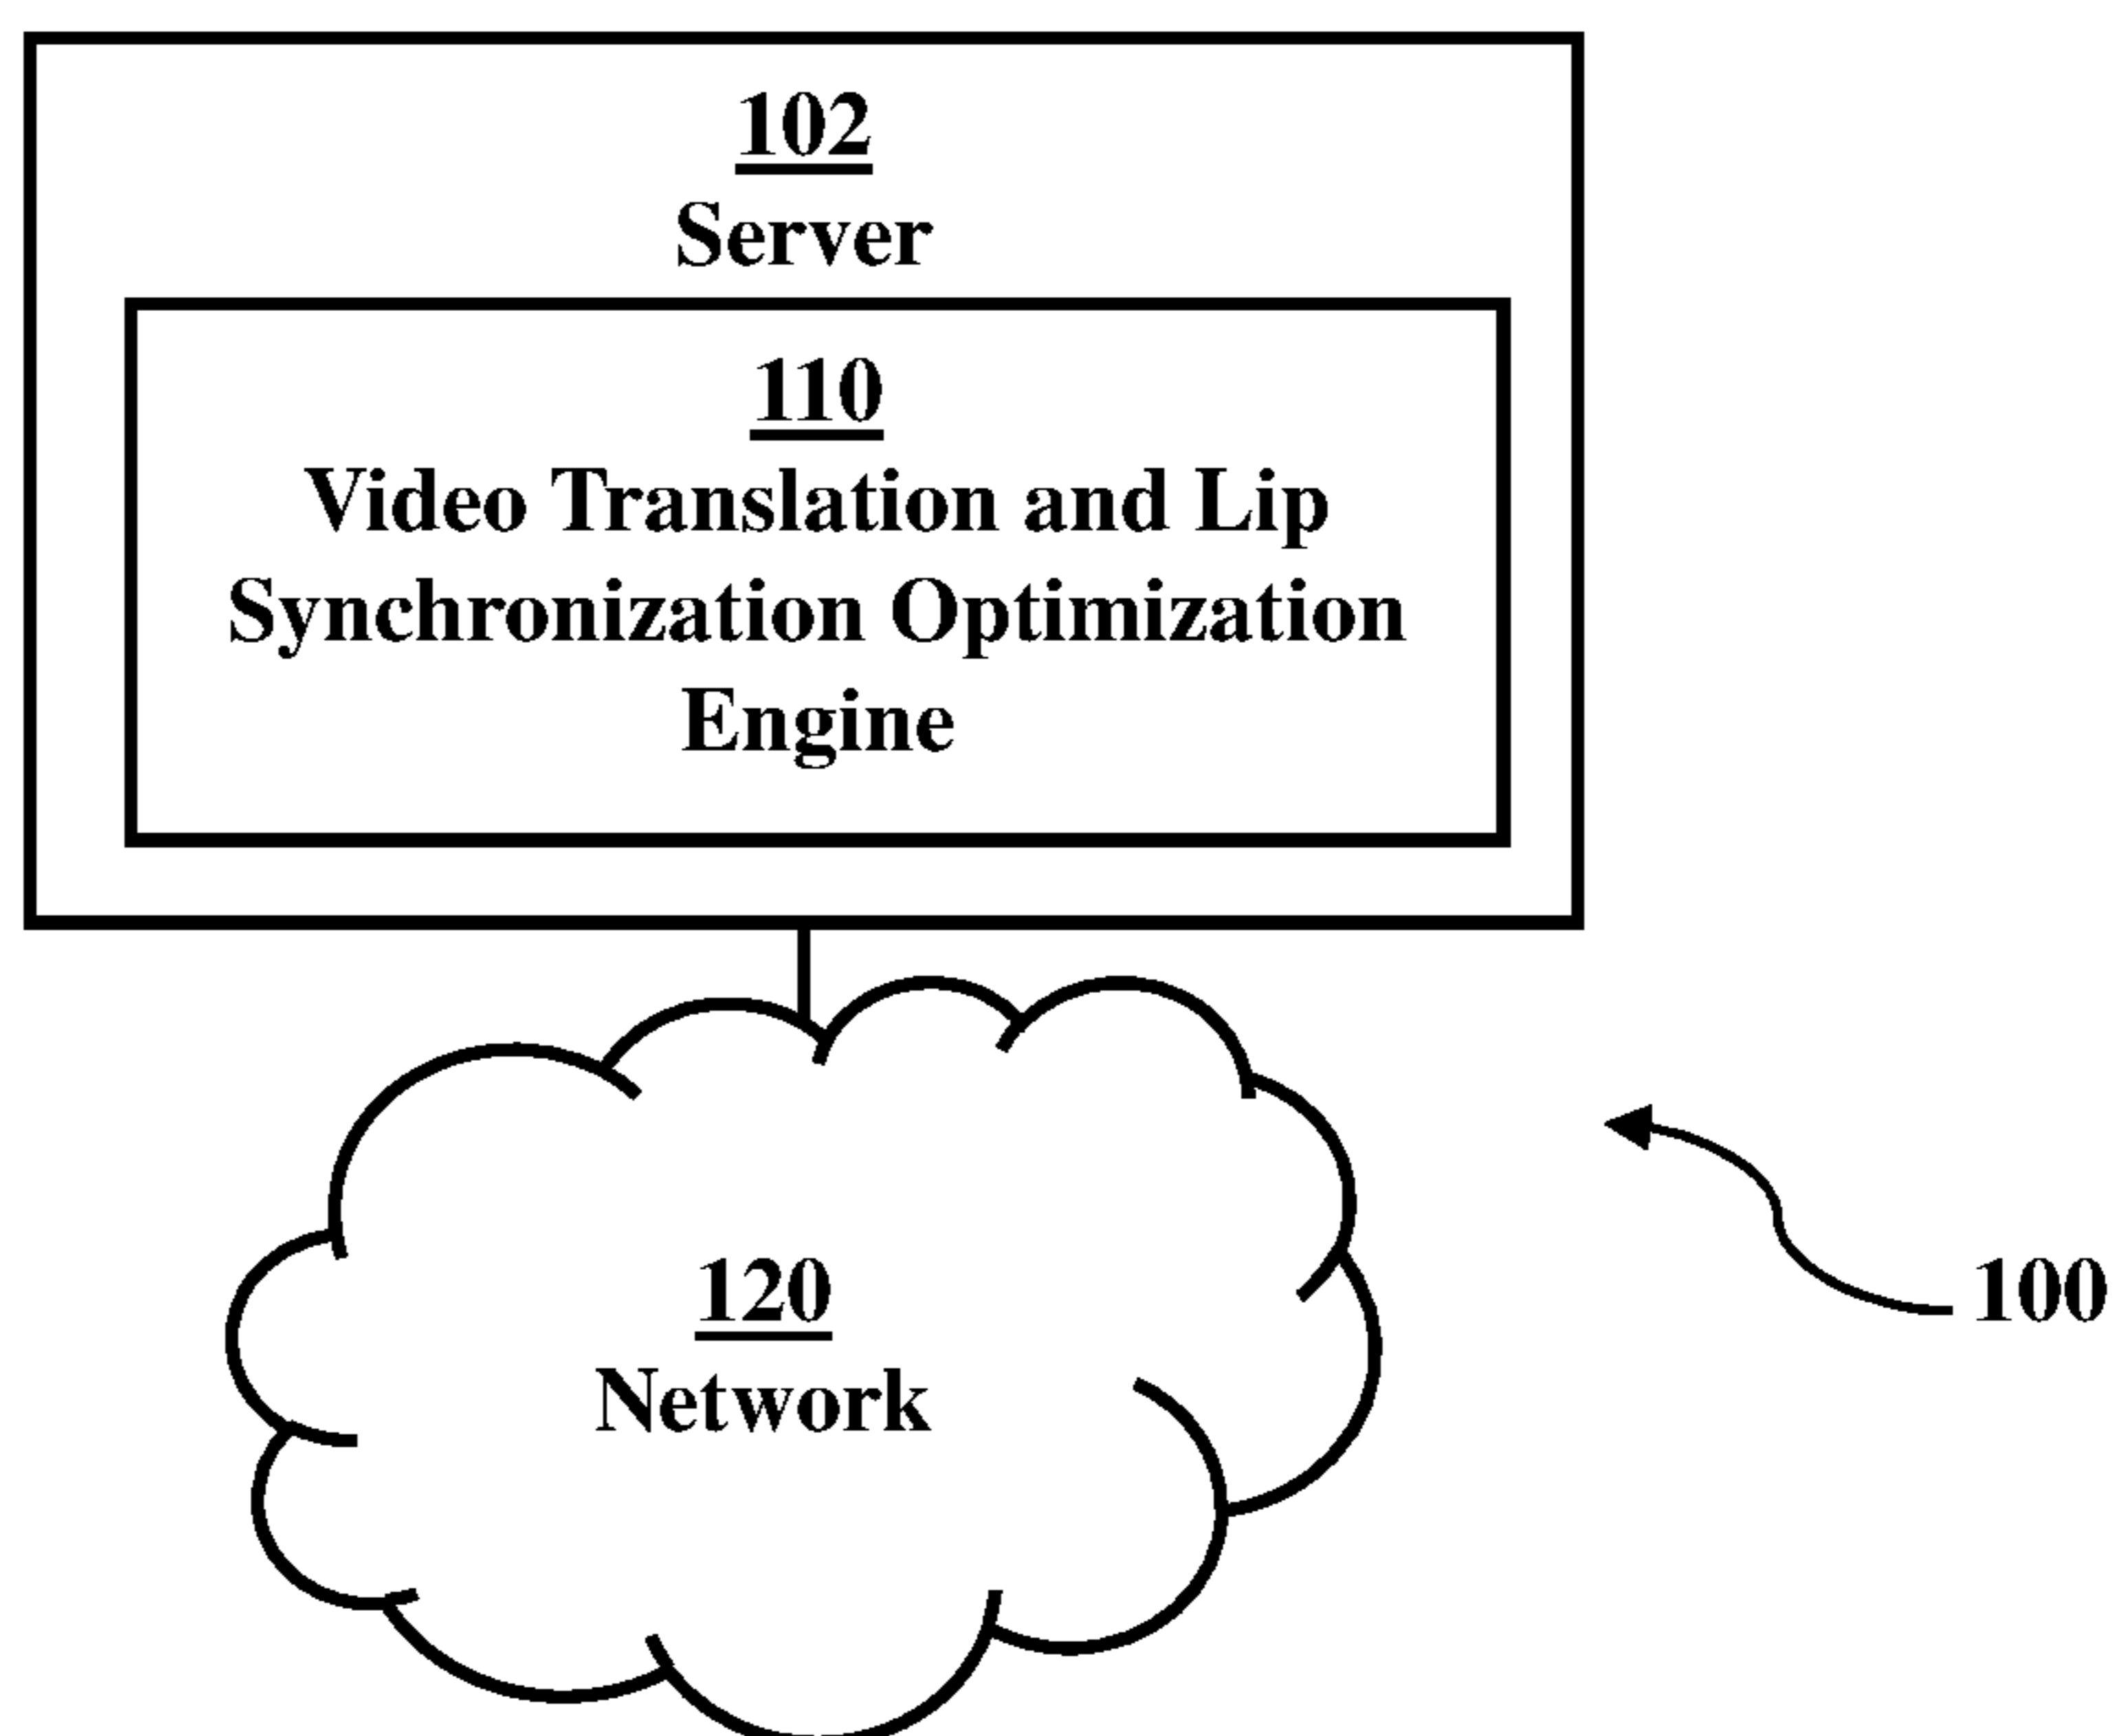 102
Server
110
Video Translation and Lip
Synchronization Optimization
Engine
120
Network
100